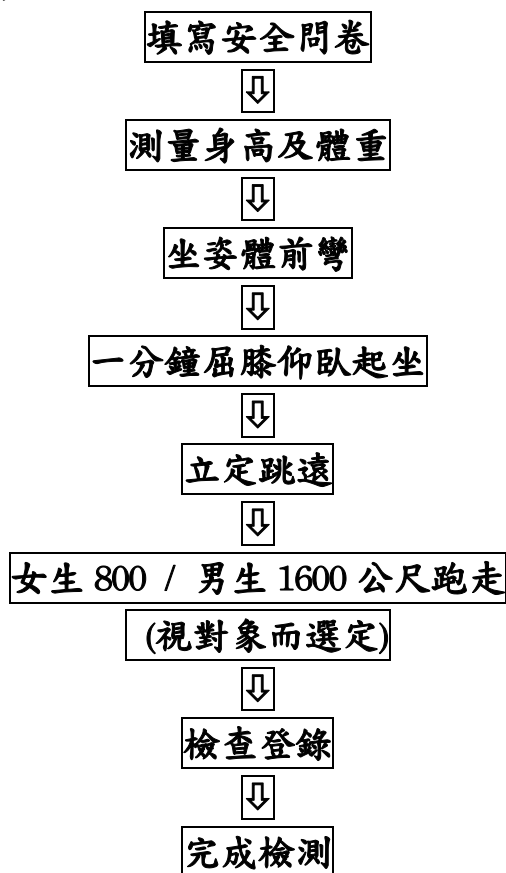 填寫安全問卷
⇩
測量身高及體重
⇩
坐姿體前彎
⇩
一分鐘屈膝仰臥起坐
⇩
立定跳遠
⇩
女生 800 / 男生 1600 公尺跑走
(視對象而選定)
⇩
檢查登錄
⇩
完成檢測